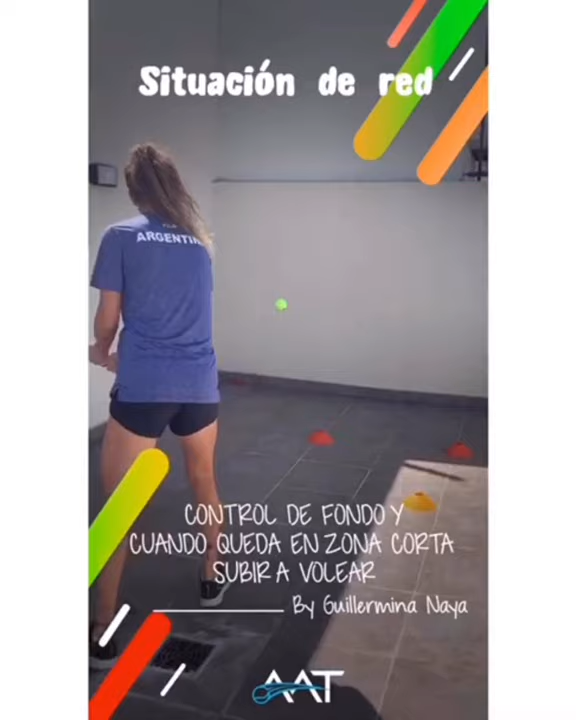 Situación de red
ARGENTINA
CONTROL DE FONDO Y
CUANDO QUEDA EN ZONA CORTA
SUBIR A VOLEAR
By Guillermina Naya
AAT